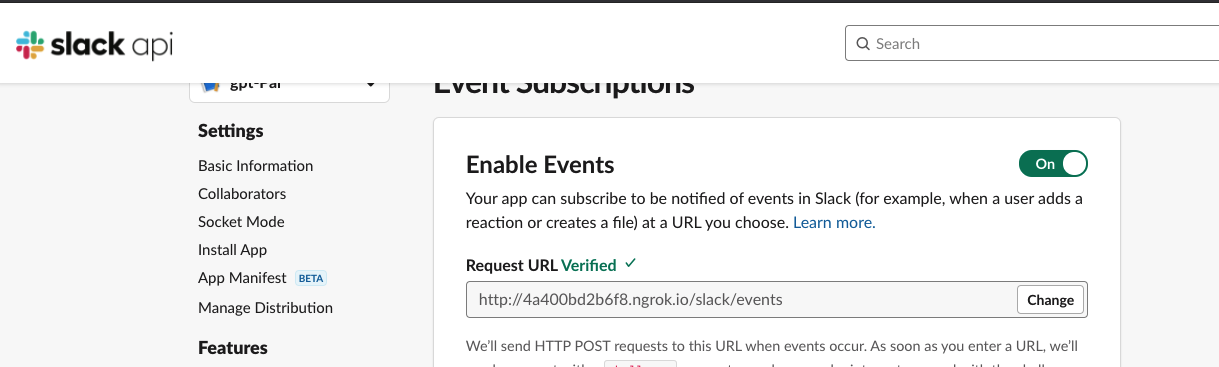 slack api
Search
gpt-Pal
Event Subscriptions
Settings
Basic Information
Collaborators
Socket Mode
Install App
App Manifest BETA
Manage Distribution
Features
Enable Events
On
Your app can subscribe to be notified of events in Slack (for example, when a user adds a
reaction or creates a file) at a URL you choose. Learn more.
Request URL Verified
http://4a400bd2b6f8.ngrok.io/slack/events
Change
We’ll send HTTP POST requests to this URL when events occur. As soon as you enter a URL, we’ll